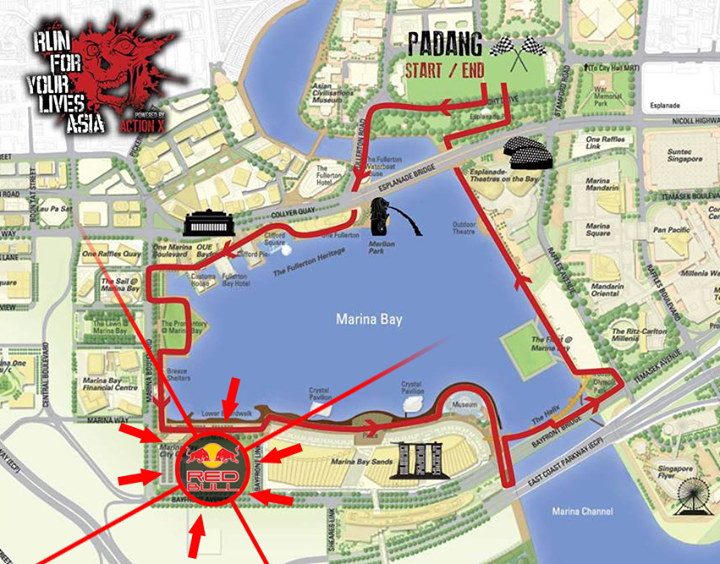 RUN
FOR
YOUR
LIVES
ASIA
POWERED BY
ACTION X
PADANG
START / END
(To City Hall MRT)
War
Memorial
Park
Esplanade
STAMFORD ROAD
NICOLL HIGHWAY
Asian
Civilisations
Museum
Esplanade
One Raffles
Link
Suntec
Singapore
FULLERTON ROAD
The Fullerton
Waterboat
House
The
Fullerton
Hotel
ESPLANADE BRIDGE
Esplanade-
Theatres on the Bay
Marina
Mandarin
TEMASEK BOULEVARD
Lau Pa Sat
COLLYER QUAY
One Fullerton
Merlion
Park
Outdoor
Theatre
Marina
Square
Pan Pacific
One Raffles Quay
One Marina
Boulevard
OUE
Bayfront
Clifford
Square
Clifford Pier
The Fullerton Heritage
RAFFLES AVENUE
RAFFLES BOULEVARD
Millenia
The Sail @
Marina Bay
Customs
House
Fullerton
Bay Hotel
Mandarin
Oriental
The Lawn @
Marina Bay
The Promontory
@ Marina Bay
Marina Bay
The Float @
Marina Bay
The Ritz-Carlton
Millenia
TEMASEK AVENUE
CENTRAL BOULEVARD
MARINA BOULEVARD
Breeze
Shelters
Marina Bay
Financial Centre
Crystal
Pavilion
Crystal
Pavilion
Museum
The Helix
MARINA WAY
Lower Boardwalk
BAYFRONT BRIDGE
RED
BULL
BAYFRONT LINK
Marina Bay Sands
EAST COAST PARKWAY (ECP)
Singapore
Flyer
BAYFRONT AVENUE
SHEARES LINK
Marina Channel